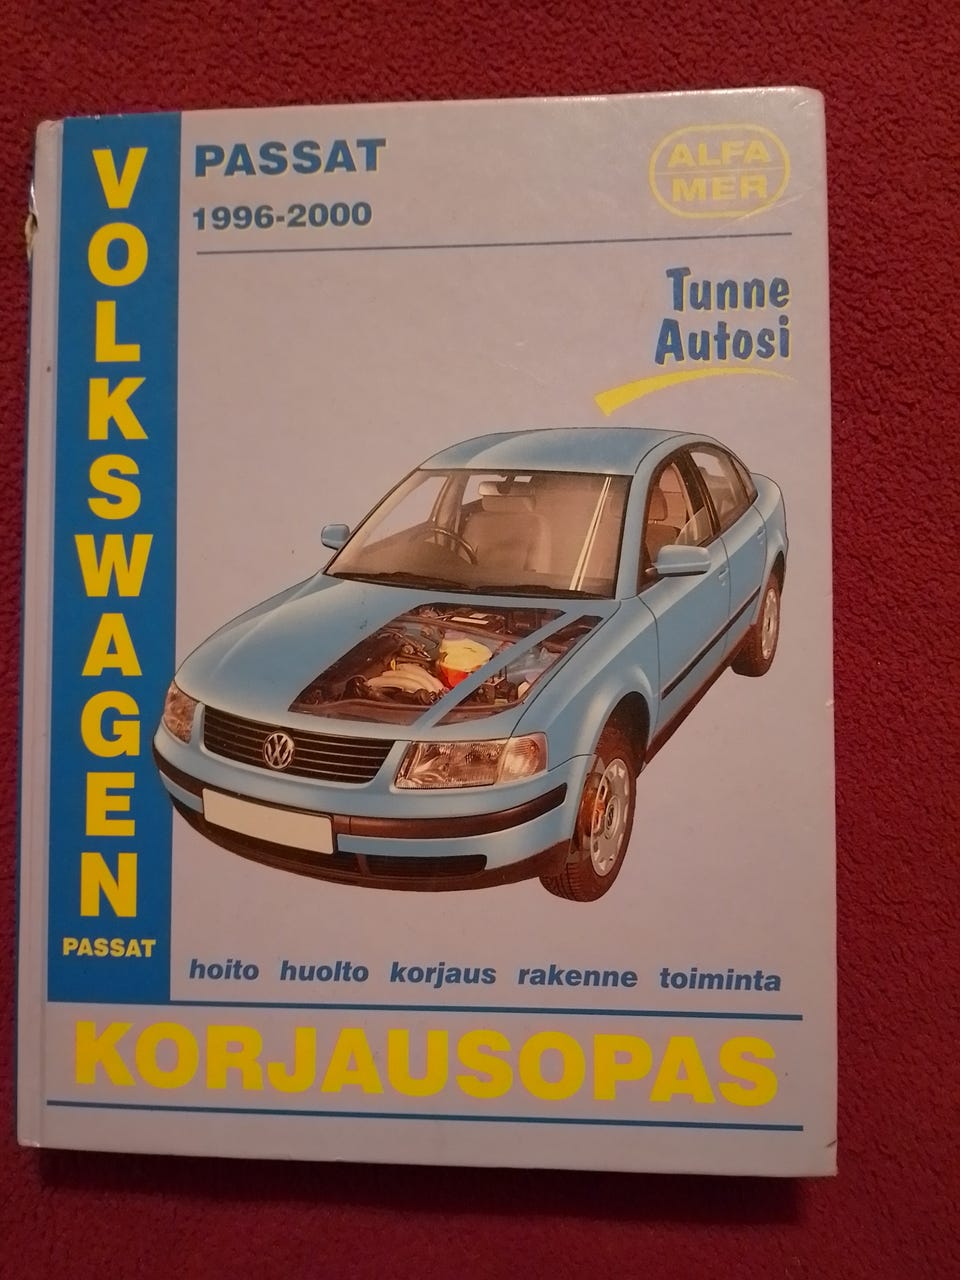 VOLKSWAGEN
PASSAT
PASSAT
1996-2000
ALFA
MER
Tunne
Autosi
hoito huolto korjaus rakenne toiminta
KORJAUSOPAS